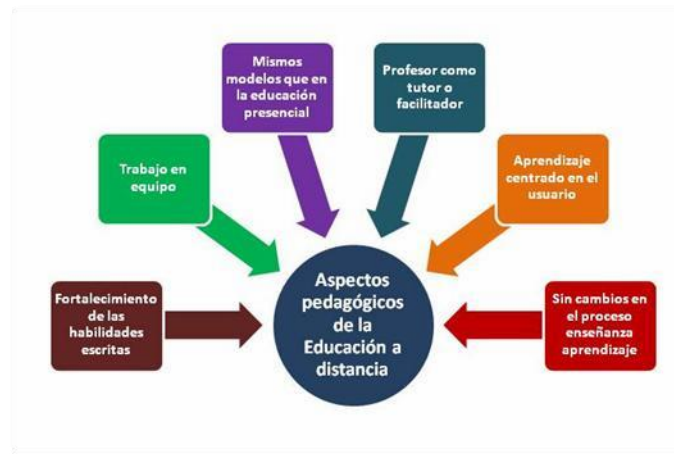 Mismos
modelos que en
la educación
presencial
Profesor como
tutor o
facilitador
Trabajo en
equipo
Aprendizaje
centrado en el
usuario
Fortalecimiento
de las
habilidades
escritas
Aspectos
pedagógicos
de la
Educación a
distancia
Sin cambios en
el proceso
enseñanza
aprendizaje